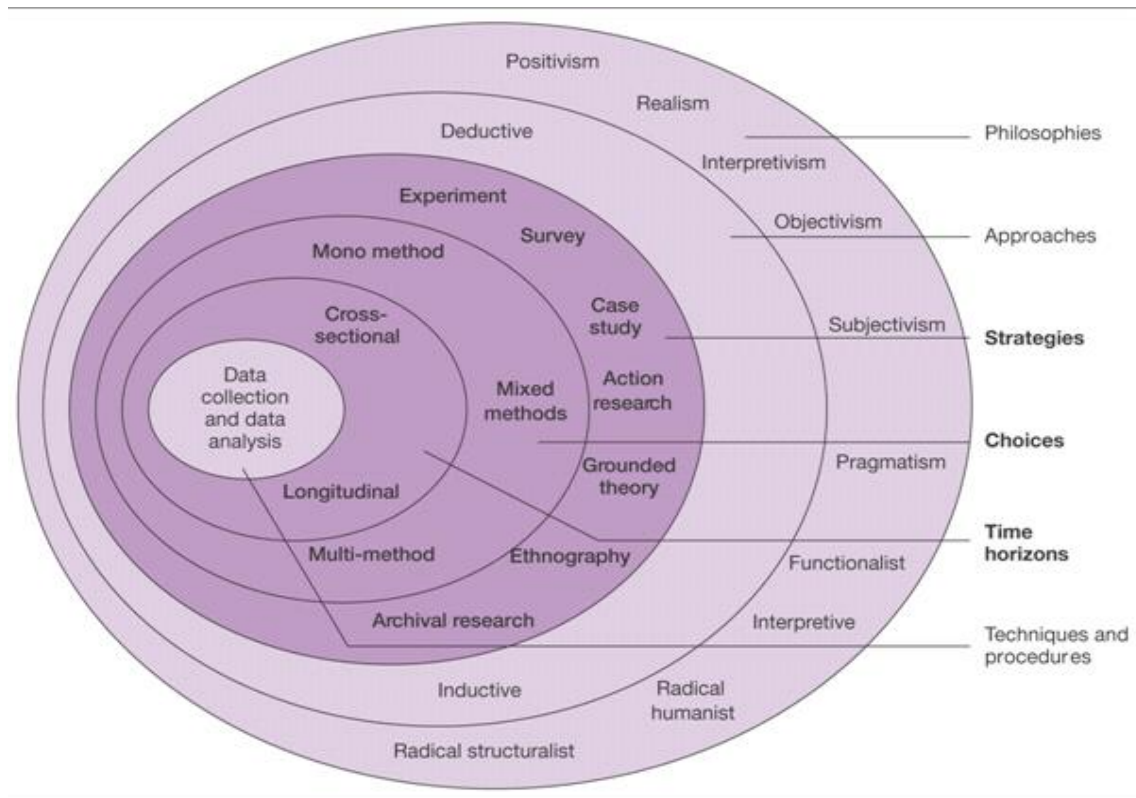 Positivism
Realism
Philosophies
Deductive
Interpretivism
Experiment
Objectivism
Survey
Approaches
Mono method
Case
study
Cross-
sectional
Subjectivism
Strategies
Data
collection
and data
analysis
Mixed
methods
Action
research
Choices
Pragmatism
Grounded
theory
Longitudinal
Time
horizons
Multi-method
Ethnography
Functionalist
Archival research
Interpretive
Techniques and
procedures
Inductive
Radical
humanist
Radical structuralist